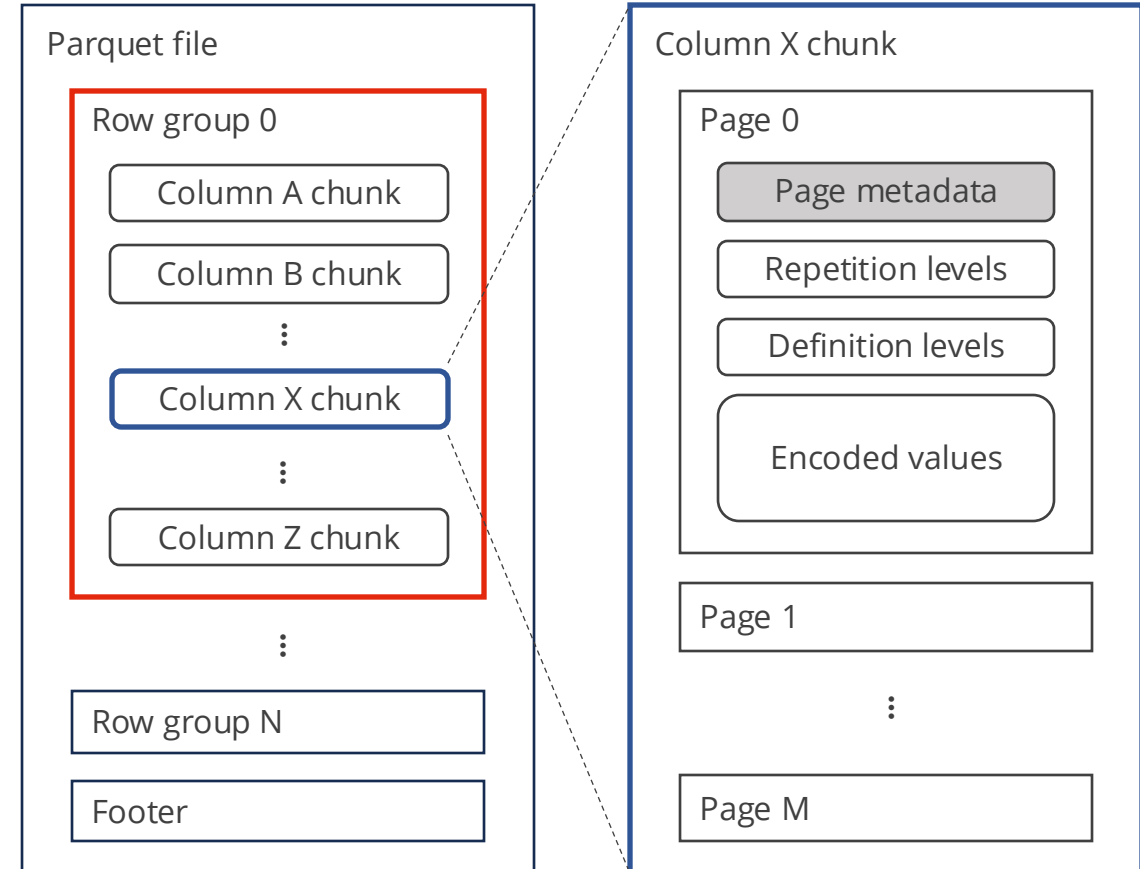 Parquet file
Row group 0
Column A chunk
Column B chunk
Column X chunk
Column Z chunk
Row group N
Footer
Column X chunk
Page 0
Page metadata
Repetition levels
Definition levels
Encoded values
Page 1
Page M